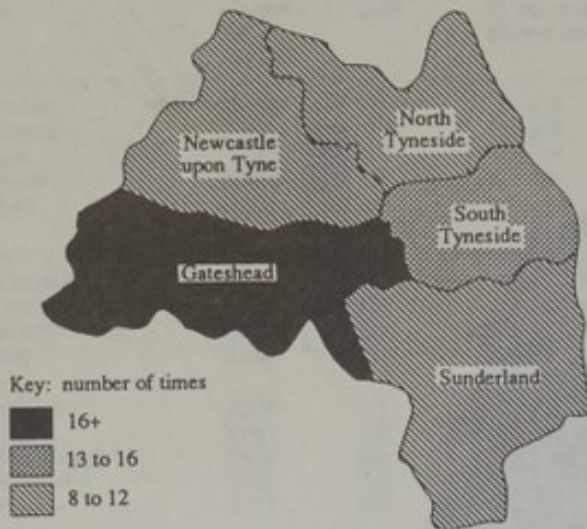 North
Tyneside
Newcastle
upon Tyne
South
Tyneside
Gateshead
Sunderland
Key: number of times
16+
13 to 16
8 to 12